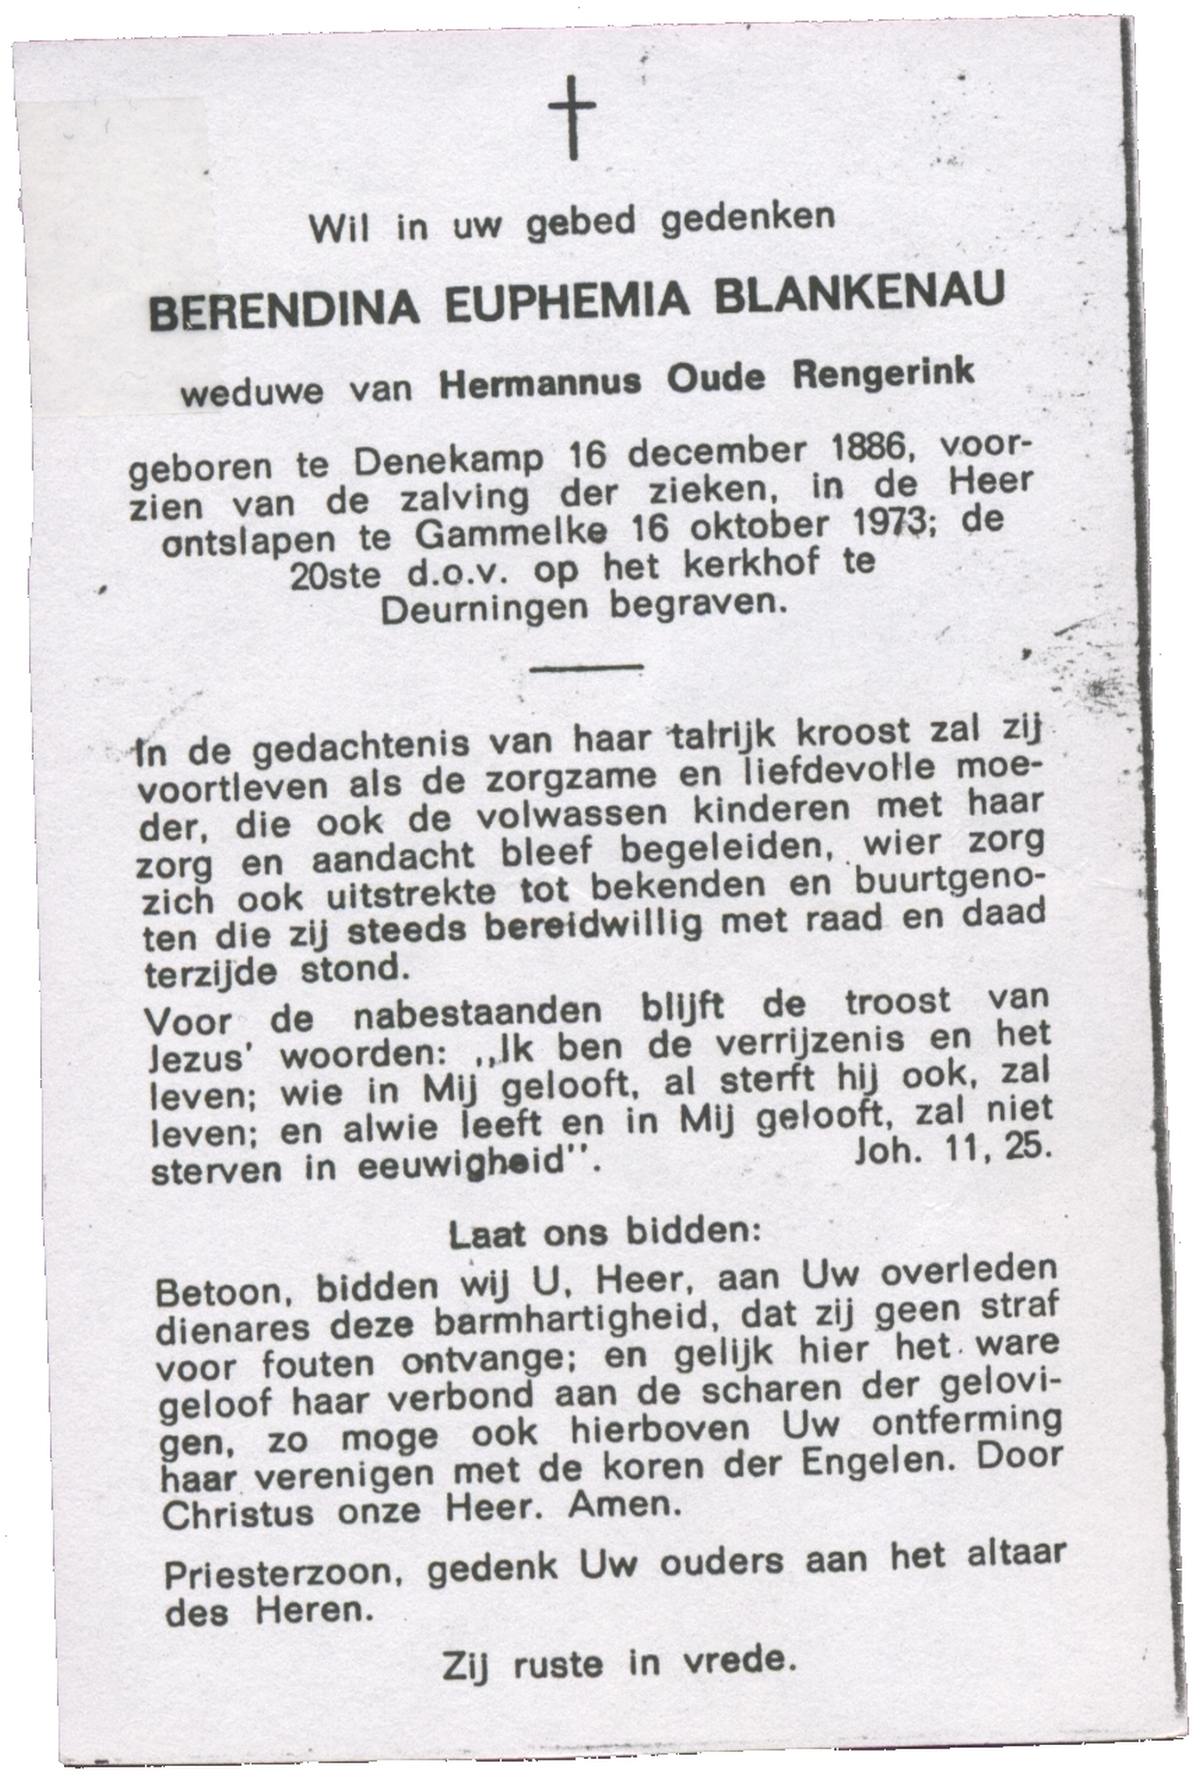 Wil in uw gebed gedenken
BERENDINA EUPHEMIA BLANKENAU
weduwe van Hermannus Oude Rengerink
geboren te Denekamp 16 december 1886, voor-
zien van de zalving der zieken, in de Heer
ontslapen te Gammelke 16 oktober 1973; de
20ste d.o.v. op het kerkhof te
Deurningen begraven.
In de gedachtenis van haar talrijk kroost zal zij
voortleven als de zorgzame en liefdevolle moe-
der, die ook de volwassen kinderen met haar
zorg en aandacht bleef begeleiden, wier zorg
zich ook uitstrekte tot bekenden en buurtgeno-
ten die zij steeds bereidwillig met raad en daad
terzijde stond.
Voor de nabestaanden blijft de troost van
Jezus' woorden: „Ik ben de verrijzenis en het
leven; wie in Mij gelooft, al sterft hij ook, zal
leven; en alwie leeft en in Mij gelooft, zal niet
sterven in eeuwigheid”. Joh. 11, 25.
Laat ons bidden:
Betoon, bidden wij U, Heer, aan Uw overleden
dienares deze barmhartigheid, dat zij geen straf
voor fouten ontvange; en gelijk hier het ware
geloof haar verbond aan de scharen der gelovi-
gen, zo moge ook hierboven Uw ontferming
haar verenigen met de koren der Engelen. Door
Christus onze Heer. Amen.
Priesterzoon, gedenk Uw ouders aan het altaar
des Heren.
Zij ruste in vrede.